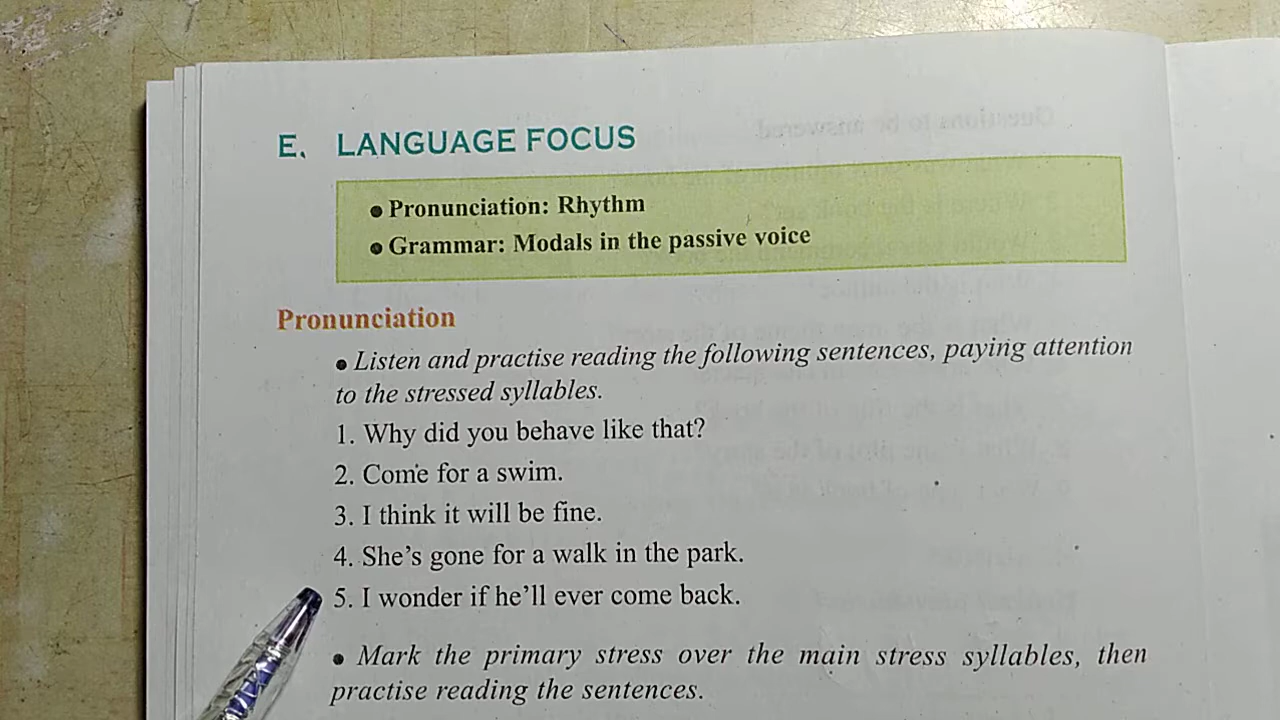 E. LANGUAGE FOCUS
• Pronunciation: Rhythm
• Grammar: Modals in the passive voice
Pronunciation
• Listen and practise reading the following sentences, paying attention
to the stressed syllables.
1. Why did you behave like that?
2. Come for a swim.
3. I think it will be fine.
4. She's gone for a walk in the park.
5. I wonder if he'll ever come back.
• Mark the primary stress over the main stress syllables, then
practise reading the sentences.